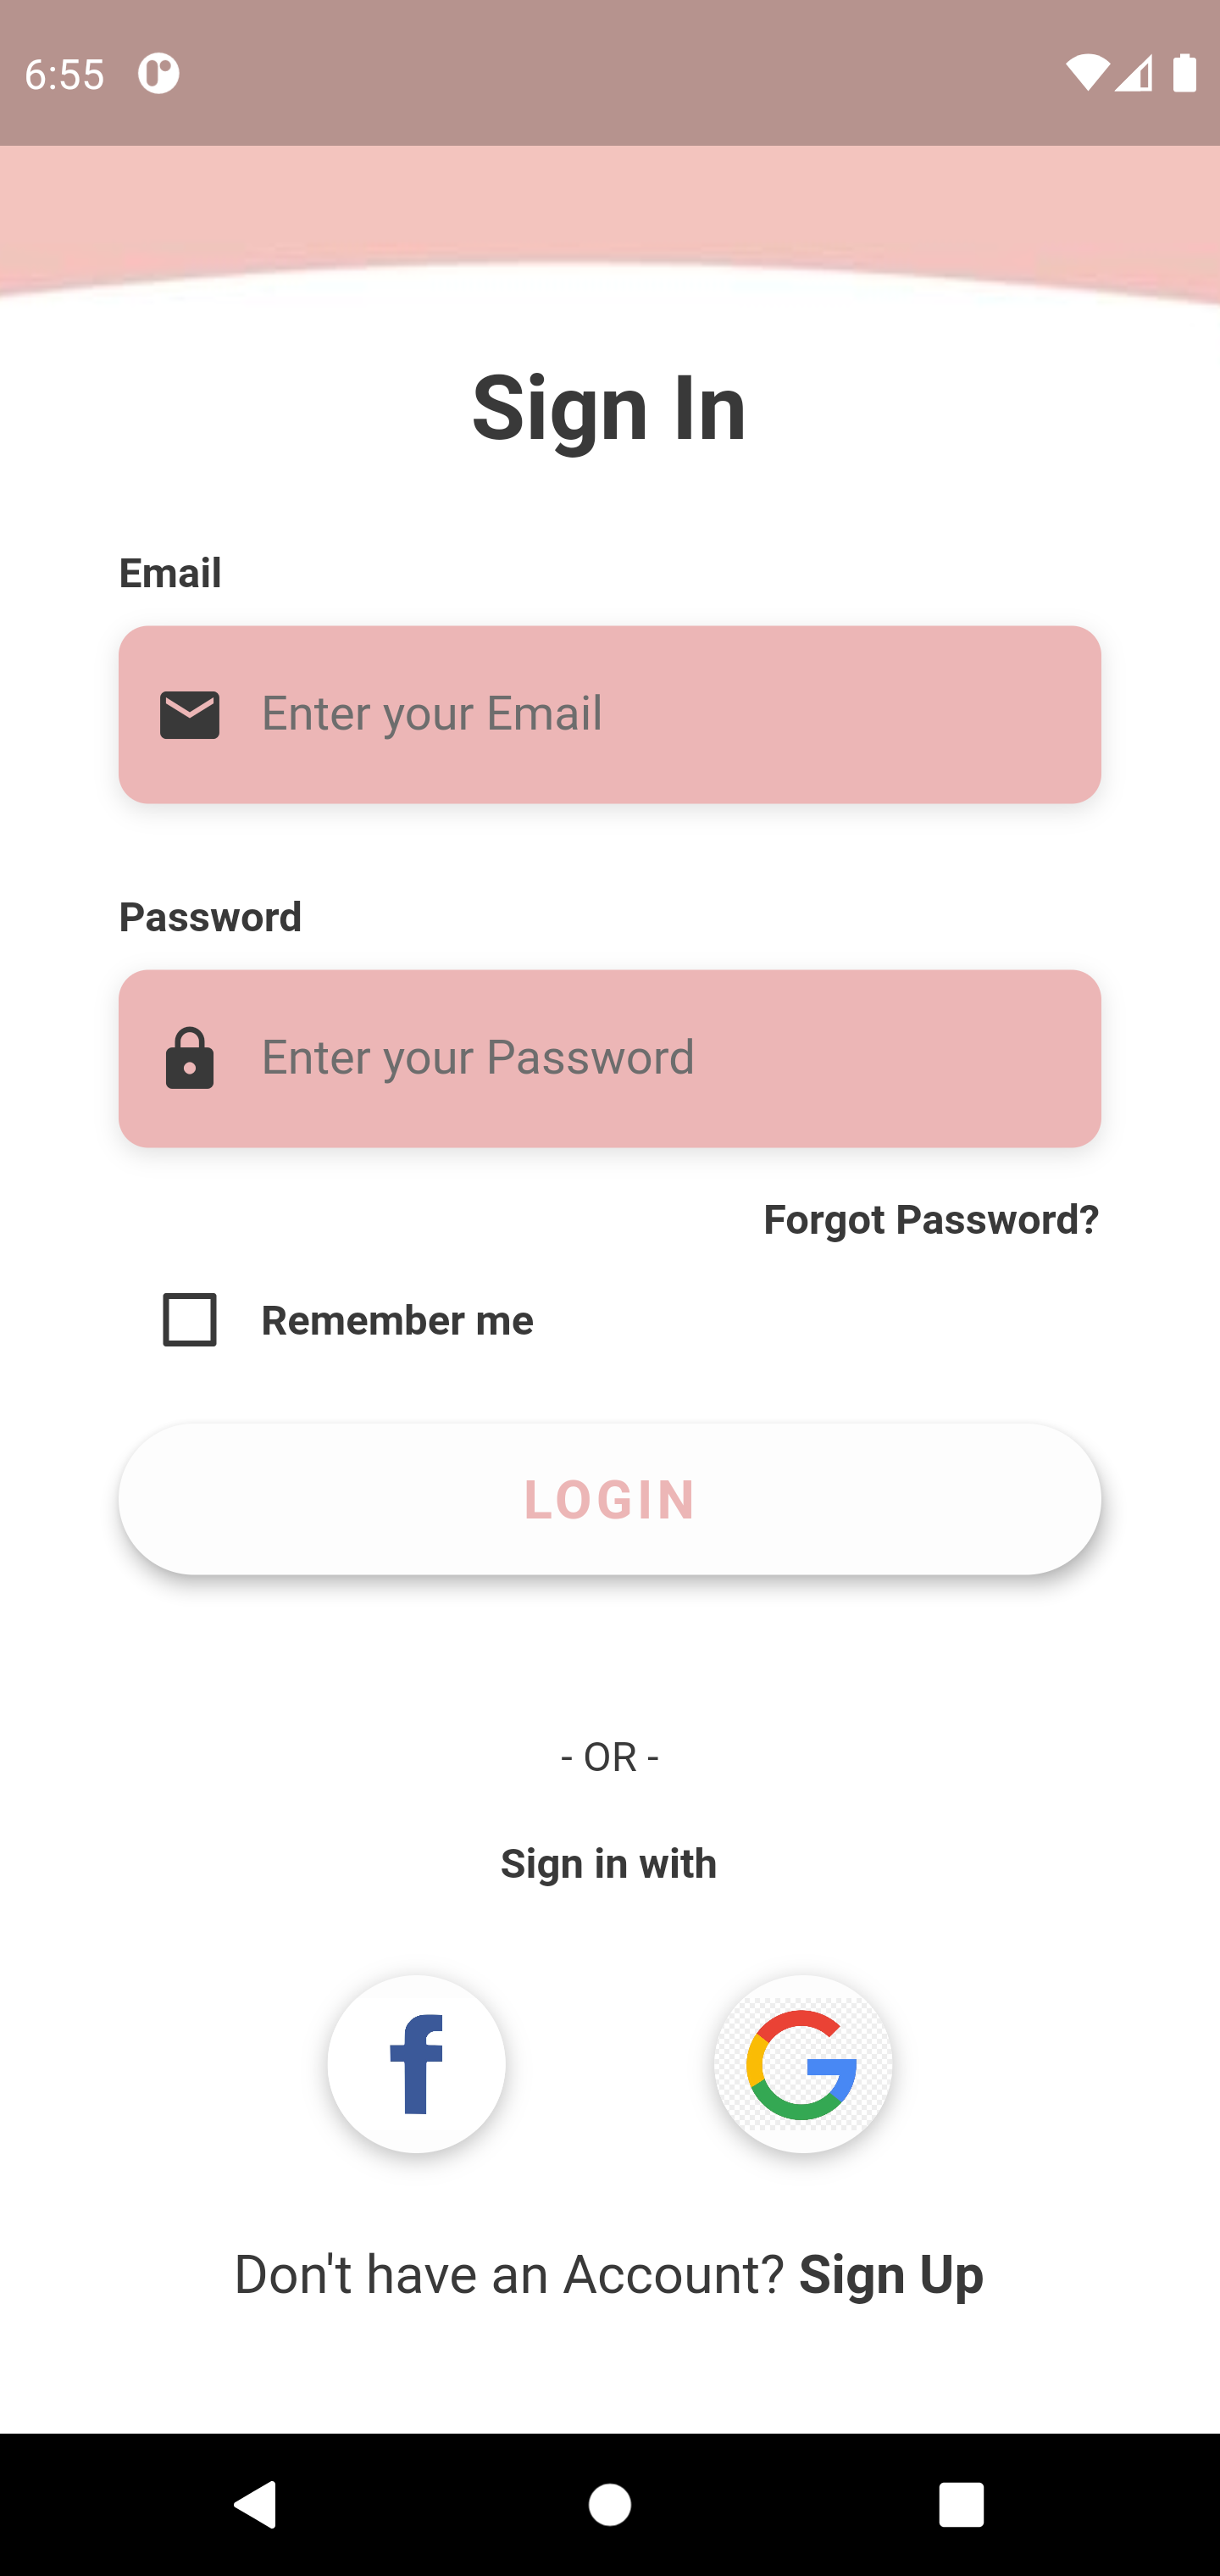 6:55
Sign In
Email
Enter your Email
Password
Enter your Password
Forgot Password?
Remember me
LOGIN
- OR -
Sign in with
Don't have an Account? Sign Up